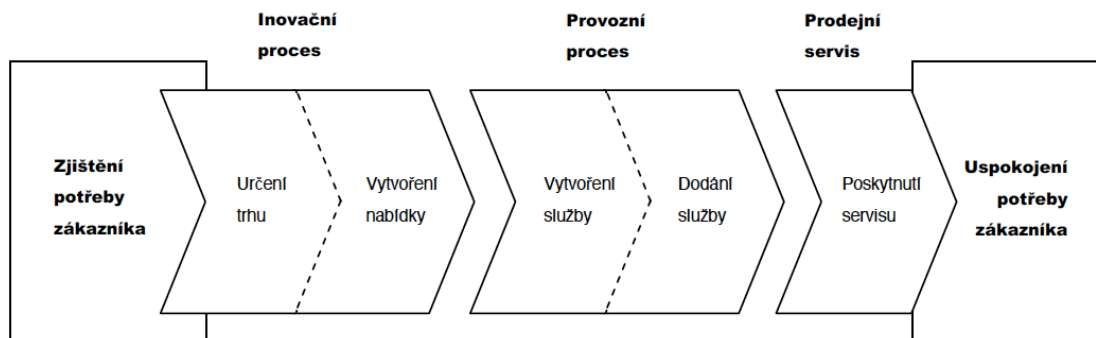 Inovační
proces
Provozní
proces
Prodejní
servis
Zjištění
potřeby
zákazníka
Určení
trhu
Vytvoření
nabídky
Vytvoření
služby
Dodání
služby
Poskytnutí
servisu
Uspokojení
potřeby
zákazníka